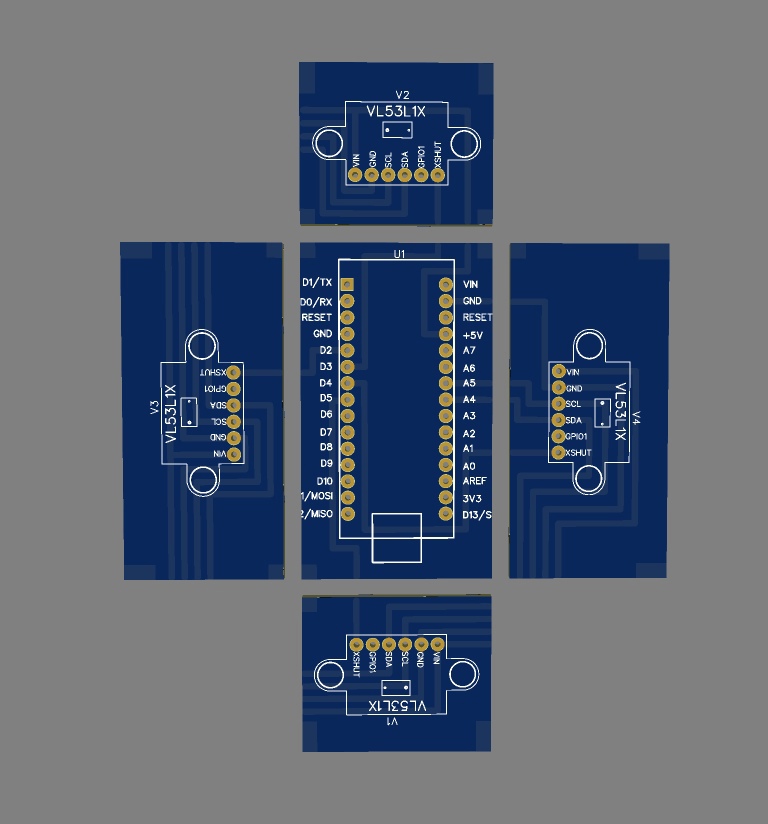 V2
VL53L1X
VIN
GND
SCL
SDA
GPIO1
XSHUT
V3
VL53L1X
XSHUT
GPIO1
SDA
SCL
GND
VIN
U1
D1/TX
D0/RX
RESET
GND
D2
D3
D4
D5
D6
D7
D8
D9
D10
1/MOSI
2/MISO
VIN
GND
RESET
+5V
A7
A6
A5
A4
A3
A2
A1
A0
AREF
3V3
D13/S
VIN
GND
SCL
SDA
GPIO1
XSHUT
VL53L1X
V4
XSHUT
GPIO1
SDA
SCL
GND
VIN
VL53L1X
V1